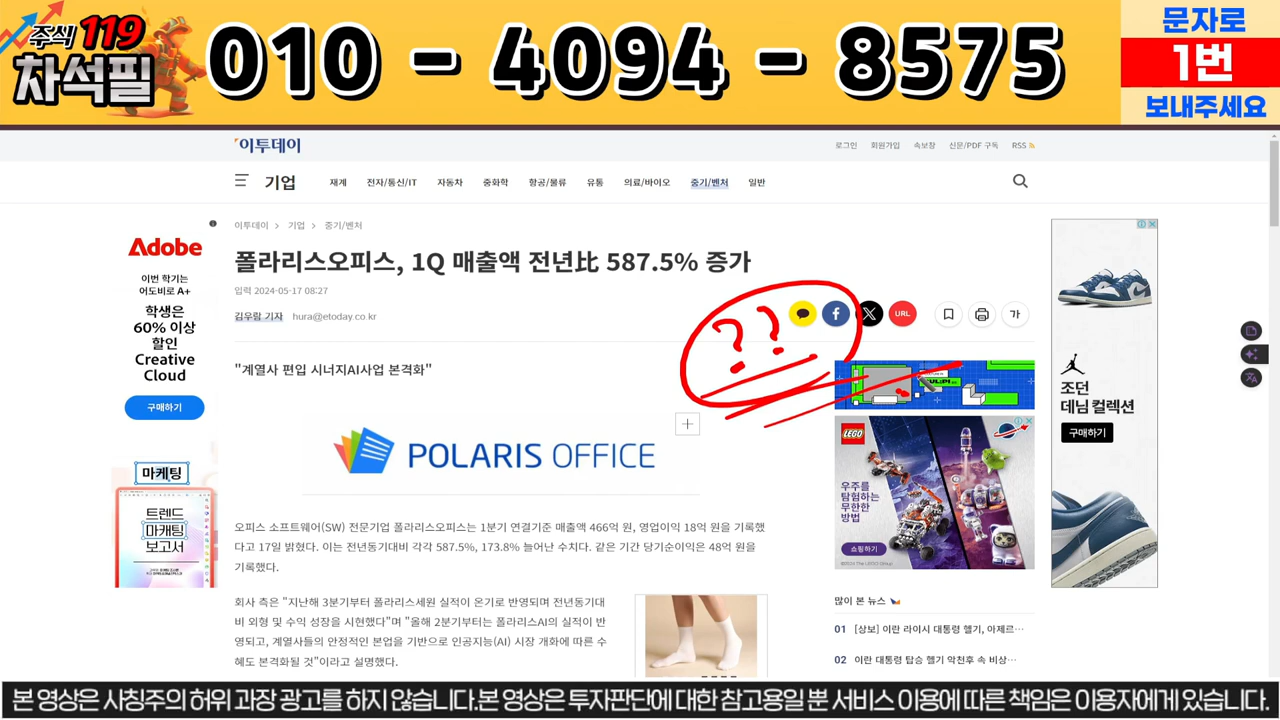 주식 119
차석필
010 - 4094 - 8575
문자로
1번
보내주세요
이투데이
로그인 회원가입 속보창 신문/PDF 구독 RSS
기업 재계 전자/통신/IT 자동차 중화학 항공/물류 유통 의료/바이오 중기/벤처 일반
이투데이 > 기업 > 중기/벤처
폴라리스오피스, 1Q 매출액 전년比 587.5% 증가
입력 2024-05-17 08:27
김우람 기자 hura@etoday.co.kr
URL
가
??
"계열사 편입 시너지AI사업 본격화"
POLARIS OFFICE
오피스 소프트웨어(SW) 전문기업 폴라리스오피스는 1분기 연결기준 매출액 466억 원, 영업이익 18억 원을 기록했
다고 17일 밝혔다. 이는 전년동기대비 각각 587.5%, 173.8% 늘어난 수치다. 같은 기간 당기순이익은 48억 원을
기록했다.
회사 측은 "지난해 3분기부터 폴라리스세원 실적이 온기로 반영되며 전년동기대
비 외형 및 수익 성장을 시현했다"며 "올해 2분기부터는 폴라리스AI의 실적이 반
영되고, 계열사들의 안정적인 본업을 기반으로 인공지능(AI) 시장 개화에 따른 수
혜도 본격화될 것"이라고 설명했다.
Adobe
이번 학기는
어도비로 A+
학생은
60% 이상
할인
Creative
Cloud
구매하기
마케팅
트렌드
마케팅
보고서
LEGO
우주를
탐험하는
무한한
방법
쇼핑하기
많이 본 뉴스
01 [상보] 이란 라이시 대통령 헬기, 아제르…
02 이란 대통령 탑승 헬기 악천후 속 비상…
조던
데님 컬렉션
구매하기
본 영상은 사칭주의 허위 과장 광고를 하지 않습니다.본 영상은 투자판단에 대한 참고용일 뿐 서비스 이용에 따른 책임은 이용자에게 있습니다.